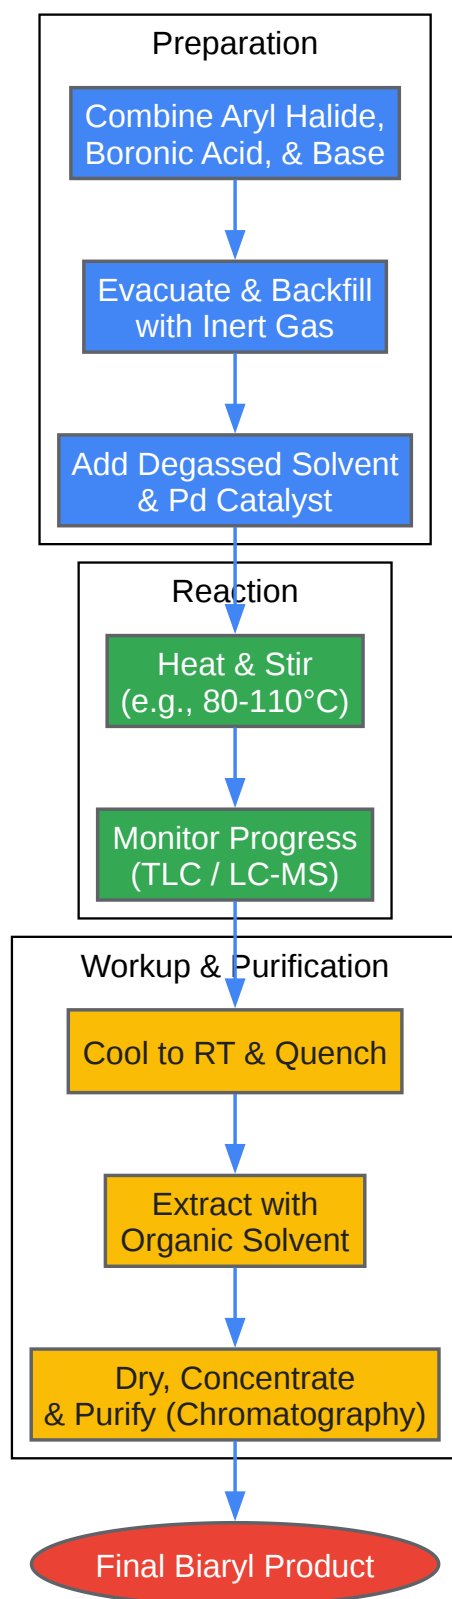 Preparation
Combine Aryl Halide,
Boronic Acid, & Base
Evacuate & Backfill
with Inert Gas
Add Degassed Solvent
& Pd Catalyst
Reaction
Heat & Stir
(e.g., 80-110°C)
Monitor Progress
(TLC / LC-MS)
Workup & Purification
Cool to RT & Quench
Extract with
Organic Solvent
Dry, Concentrate
& Purify (Chromatography)
Final Biaryl Product